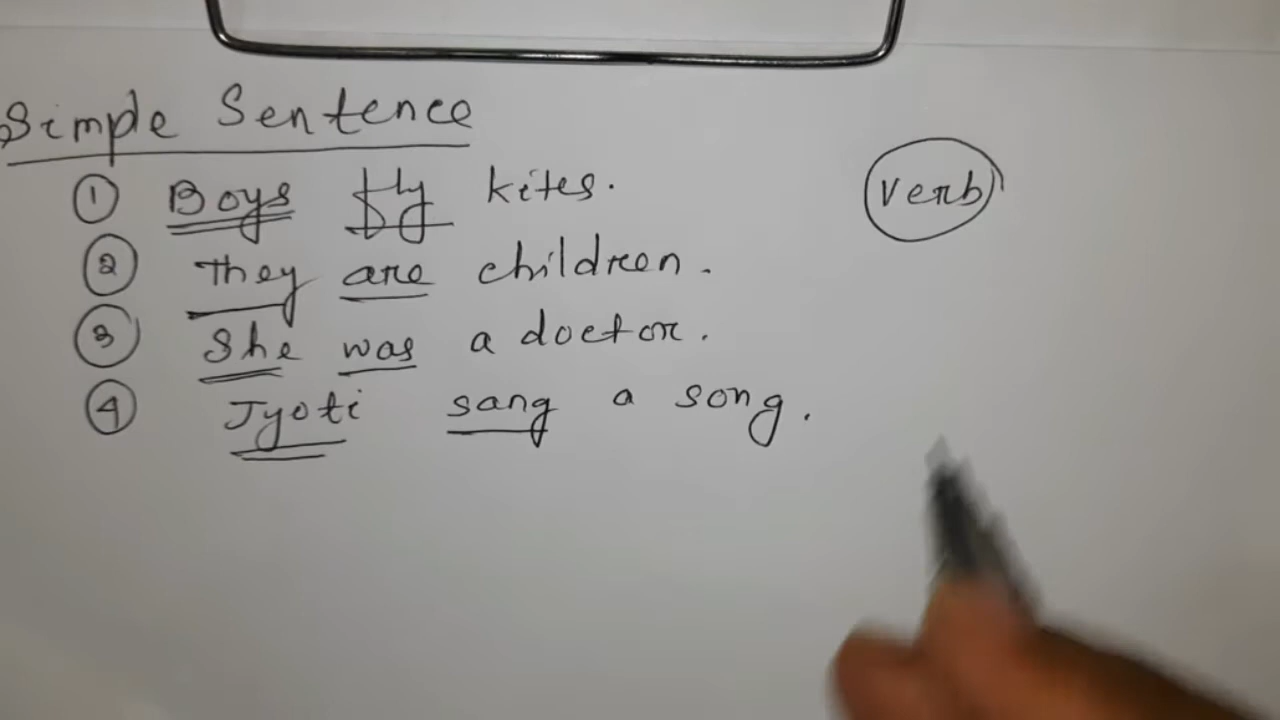 Simple Sentence
① Boys fly kites.
Verb
② They are children.
③ She was a doctor.
④ Jyoti sang a song.